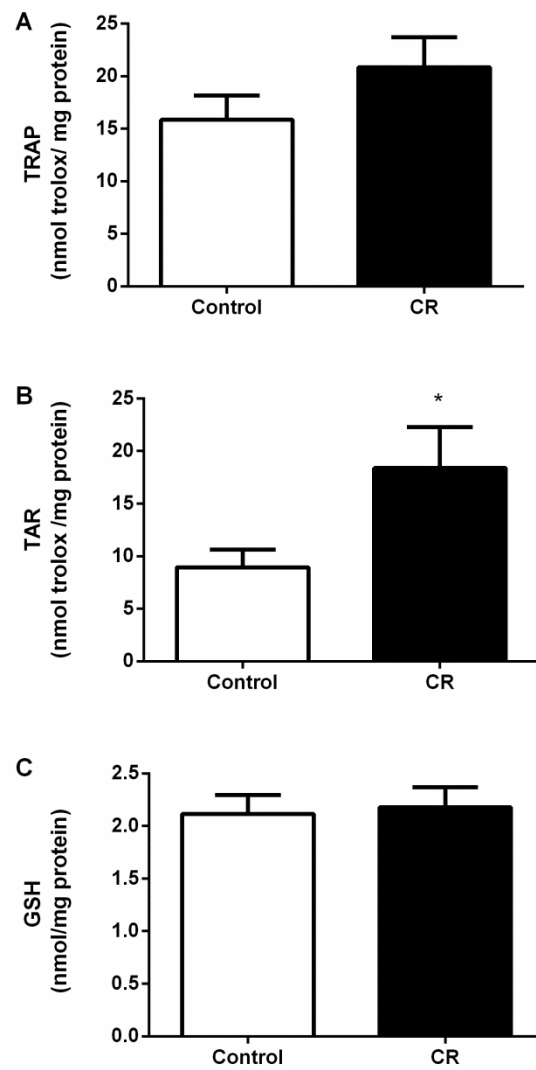 A
TRAP
(nmol trolox/ mg protein)
25
20
15
10
5
0
Control CR
B
TAR
(nmol trolox /mg protein)
25
20
15
10
5
0
*
Control CR
C
GSH
(nmol/mg protein)
2.5
2.0
1.5
1.0
0.5
0.0
Control CR